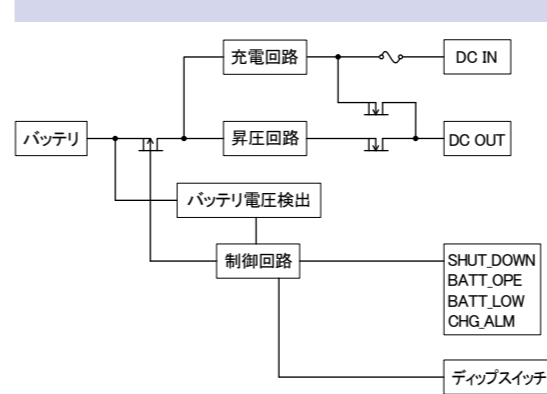 充電回路
DC IN
バッテリ
昇圧回路
DC OUT
バッテリ電圧検出
制御回路
SHUT_DOWN
BATT_OPE
BATT_LOW
CHG_ALM
ディップスイッチ